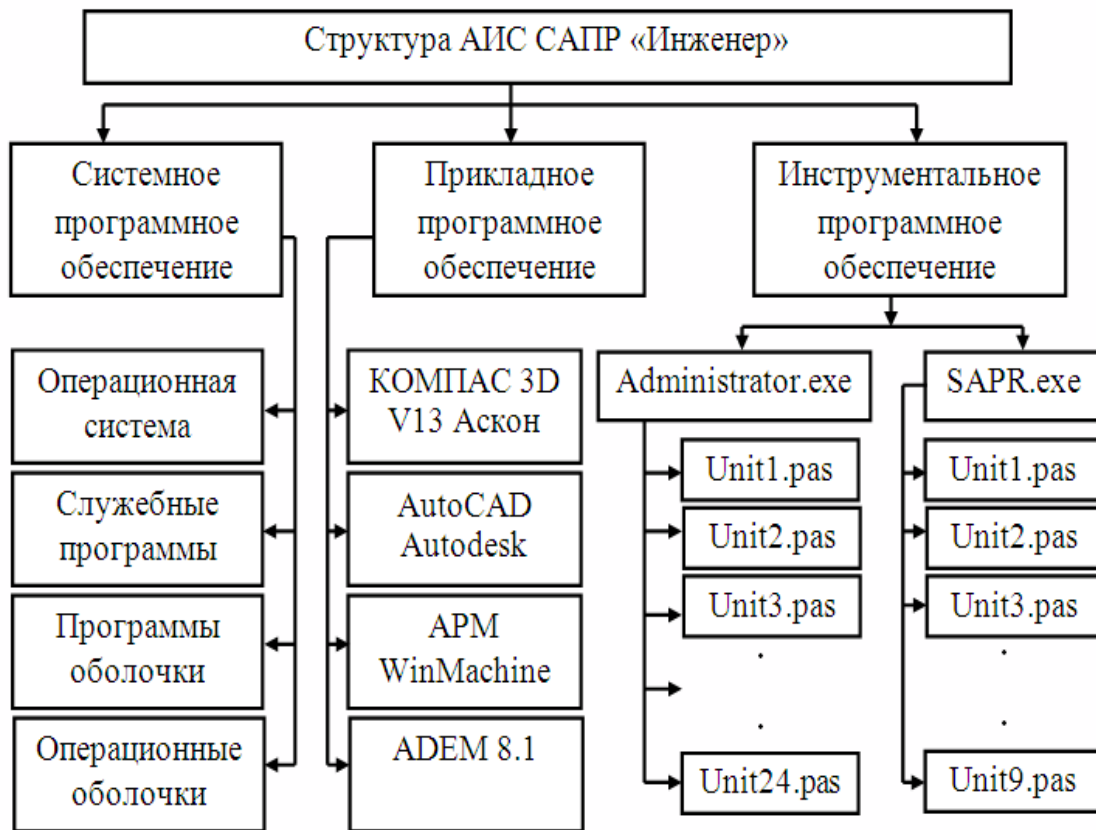 Структура АИС САПР «Инженер»
Системное
программное
обеспечение
Прикладное
программное
обеспечение
Инструментальное
программное
обеспечение
Операционная
система
Служебные
программы
Программы
оболочки
Операционные
оболочки
КОМПАС 3D
V13 Аскон
AutoCAD
Autodesk
APM
WinMachine
ADEM 8.1
Administrator.exe
Unit1.pas
Unit2.pas
Unit3.pas
.
.
Unit24.pas
SAPR.exe
Unit1.pas
Unit2.pas
Unit3.pas
.
.
Unit9.pas